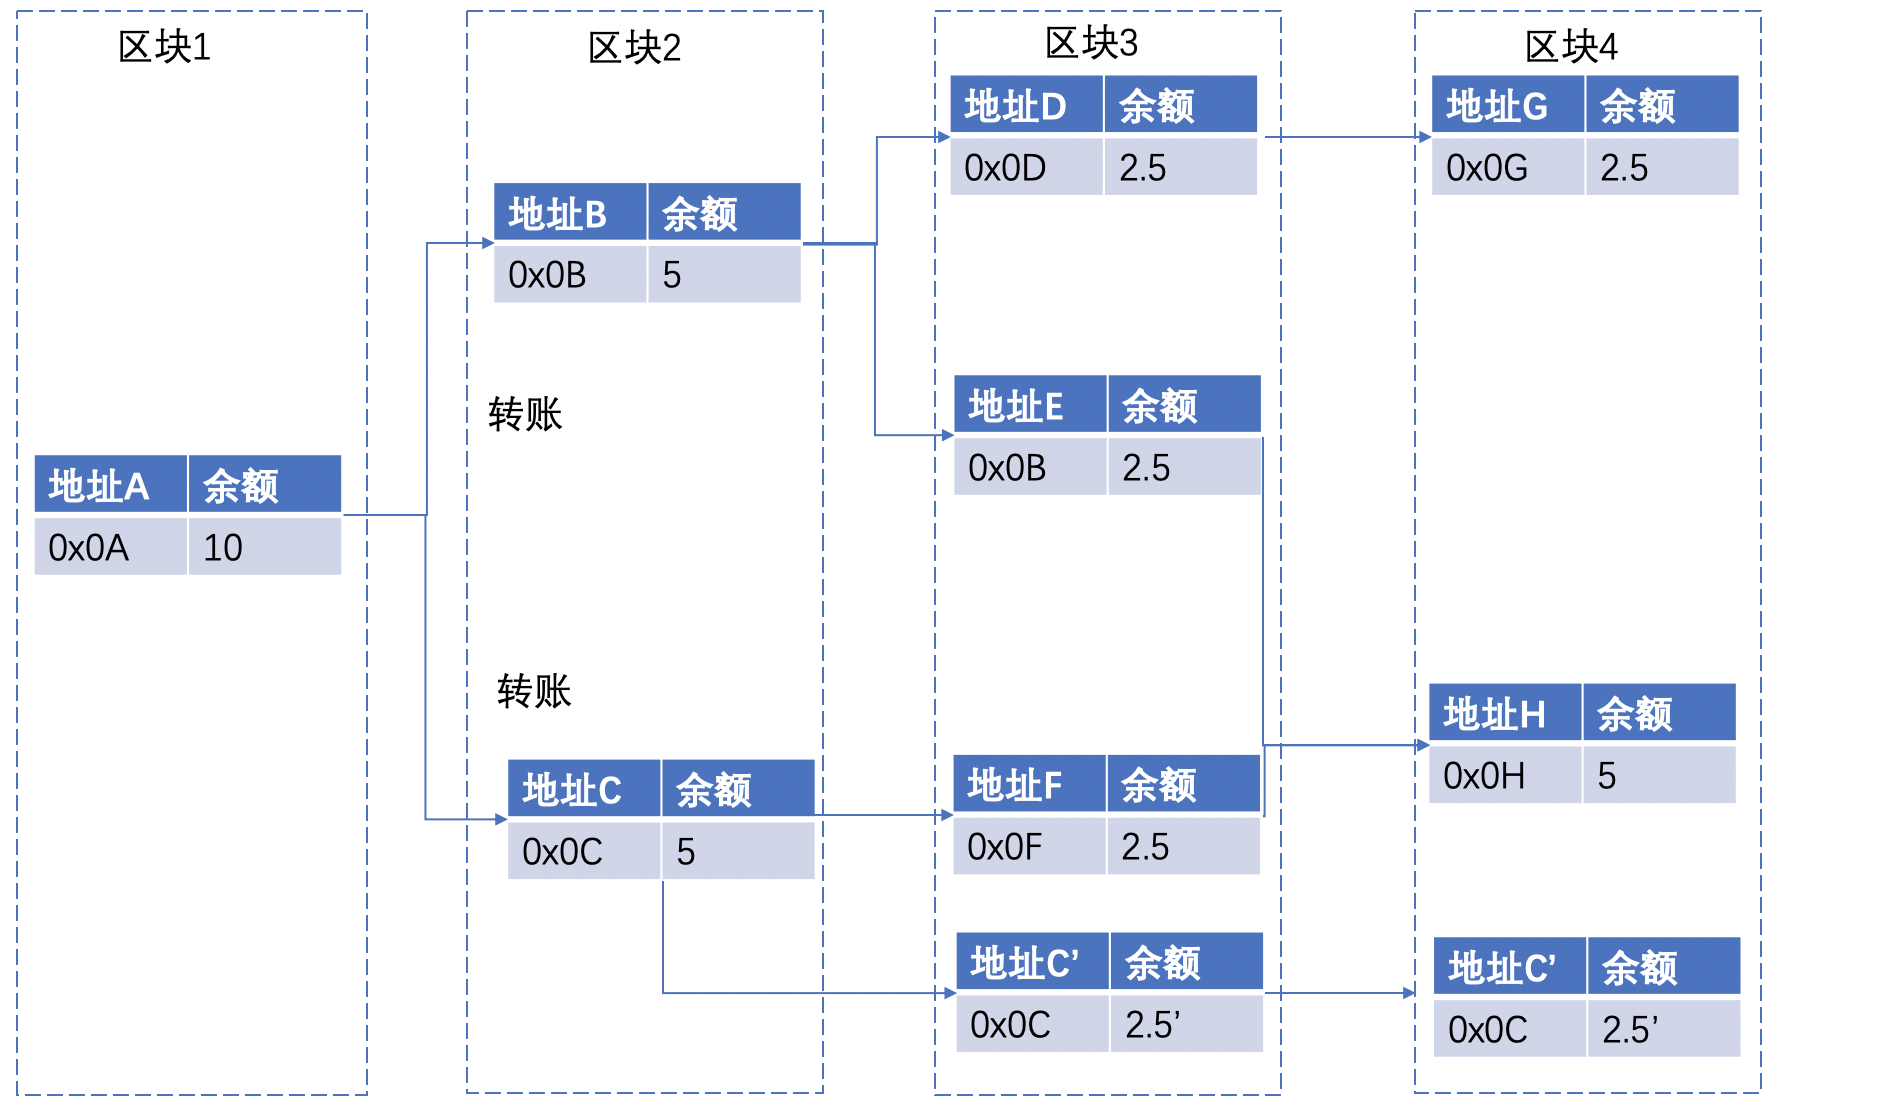 区块1
地址A 余额
0x0A 10
区块2
地址B 余额
0x0B 5
转账
转账
地址C 余额
0x0C 5
区块3
地址D 余额
0x0D 2.5
地址E 余额
0x0B 2.5
地址F 余额
0x0F 2.5
地址C’ 余额
0x0C 2.5’
区块4
地址G 余额
0x0G 2.5
地址H 余额
0x0H 5
地址C’ 余额
0x0C 2.5’